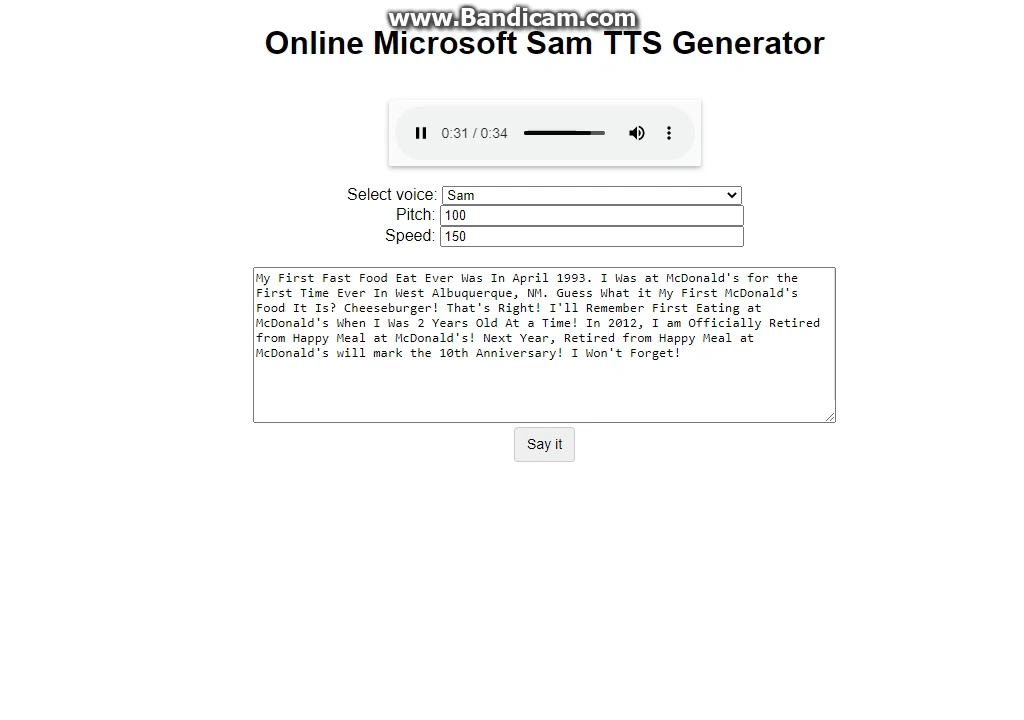 www.Bandicam.com
Online Microsoft Sam TTS Generator
0:31 / 0:34
Select voice: Sam
Pitch: 100
Speed: 150
My First Fast Food Eat Ever Was In April 1993. I Was at McDonald's for the
First Time Ever In West Albuquerque, NM. Guess What it My First McDonald's
Food It Is? Cheeseburger! That's Right! I'll Remember First Eating at
McDonald's When I Was 2 Years Old At a Time! In 2012, I am Officially Retired
from Happy Meal at McDonald's! Next Year, Retired from Happy Meal at
McDonald's will mark the 10th Anniversary! I Won't Forget!
Say it